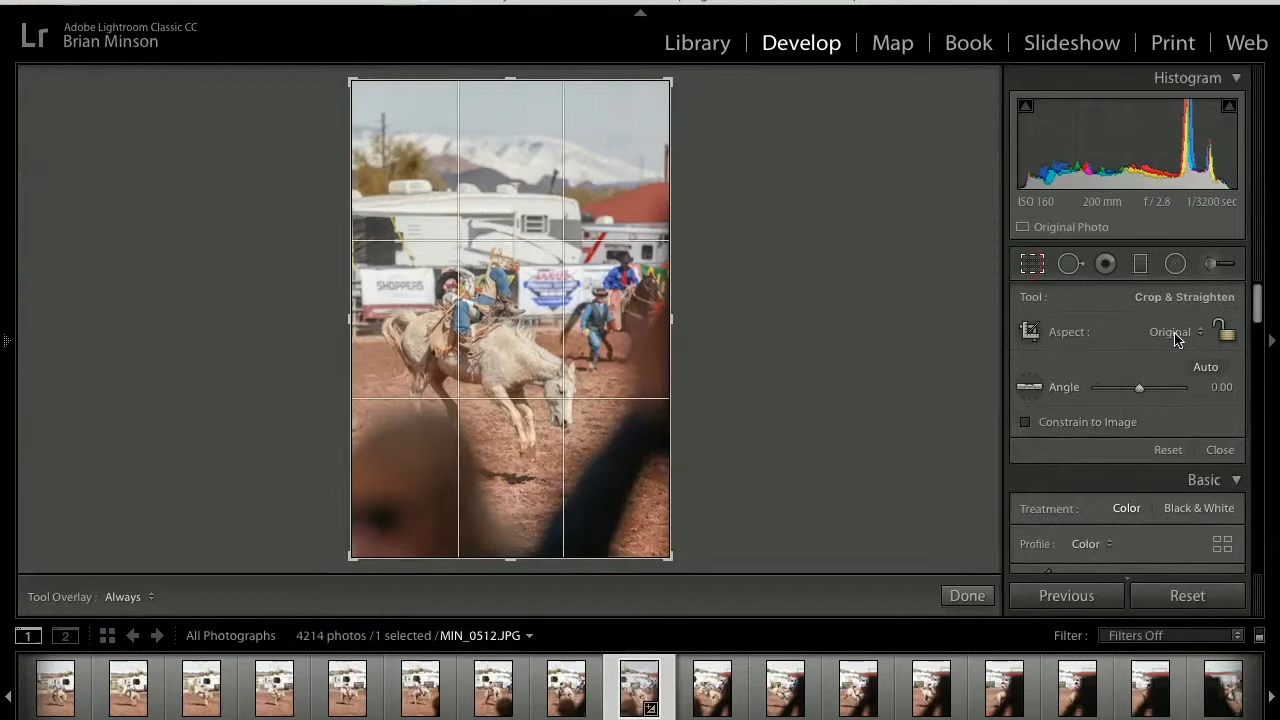 Lr
Adobe Lightroom Classic CC
Brian Minson
Library | Develop | Map | Book | Slideshow | Print | Web
Histogram
ISO 160 200 mm f / 2.8 1/3200 sec
Original Photo
Tool : Crop & Straighten
Aspect : Original
Auto
Angle 0.00
Constrain to Image
Reset Close
Basic
Treatment : Color Black & White
Profile : Color
Previous Reset
SHOPPERS
Tool Overlay : Always
Done
1 2 All Photographs 4214 photos /1 selected /MIN_0512.JPG
Filter : Filters Off